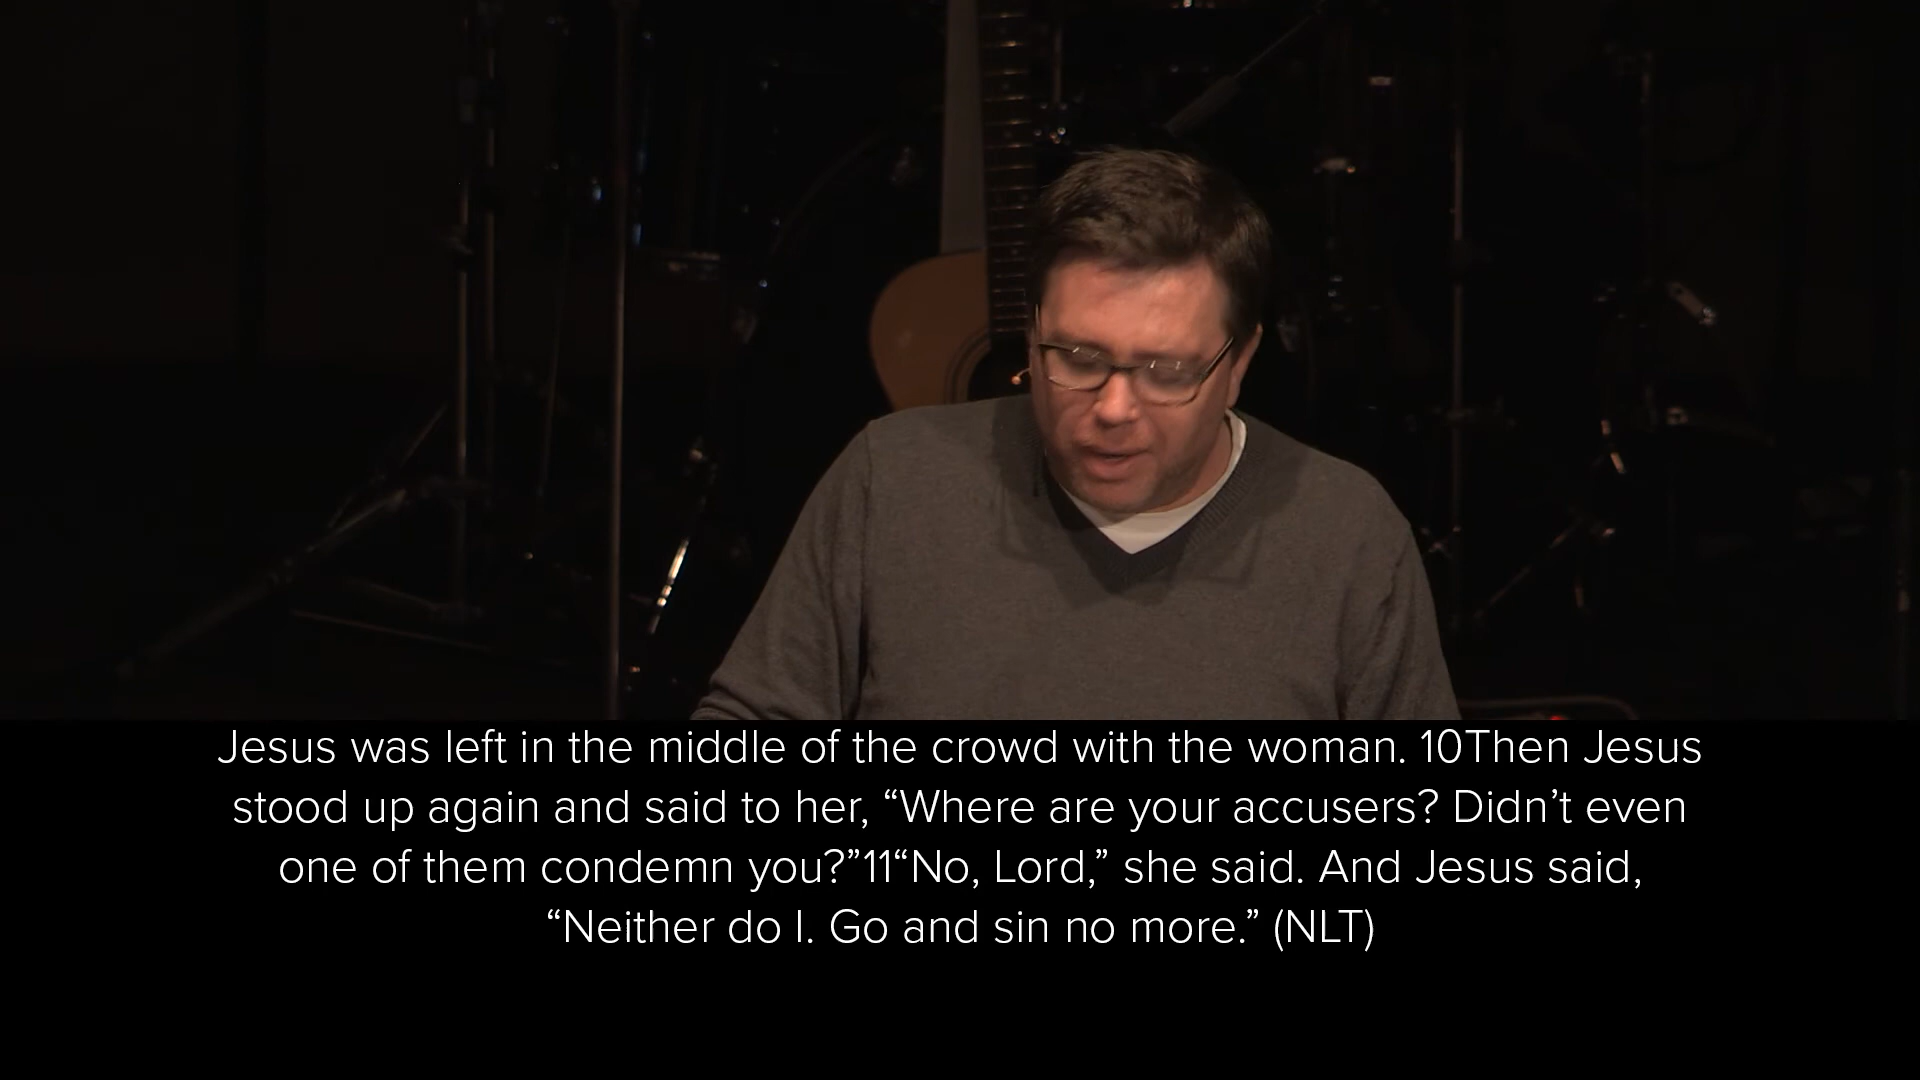 Jesus was left in the middle of the crowd with the woman. 10Then Jesus
stood up again and said to her, “Where are your accusers? Didn’t even
one of them condemn you?”11“No, Lord,” she said. And Jesus said,
“Neither do I. Go and sin no more.” (NLT)